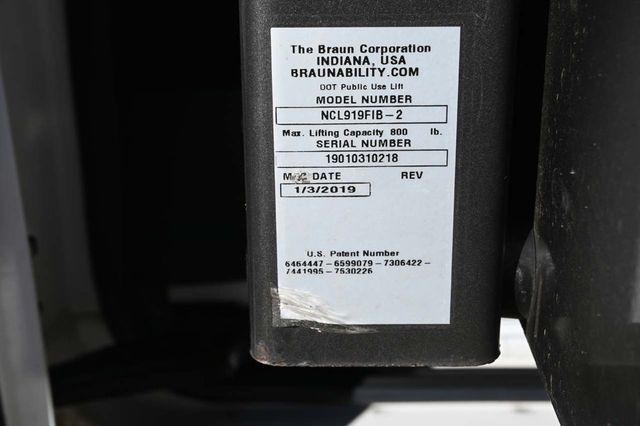 The Braun Corporation
INDIANA, USA
BRAUNABILITY.COM
DOT Public Use Lift
MODEL NUMBER
NCL919FIB-2
Max. Lifting Capacity 800 lb.
SERIAL NUMBER
19010310218
MFG DATE REV
1/3/2019
U.S. Patent Number
6464447-6599079-7306422-
7441995-7530226